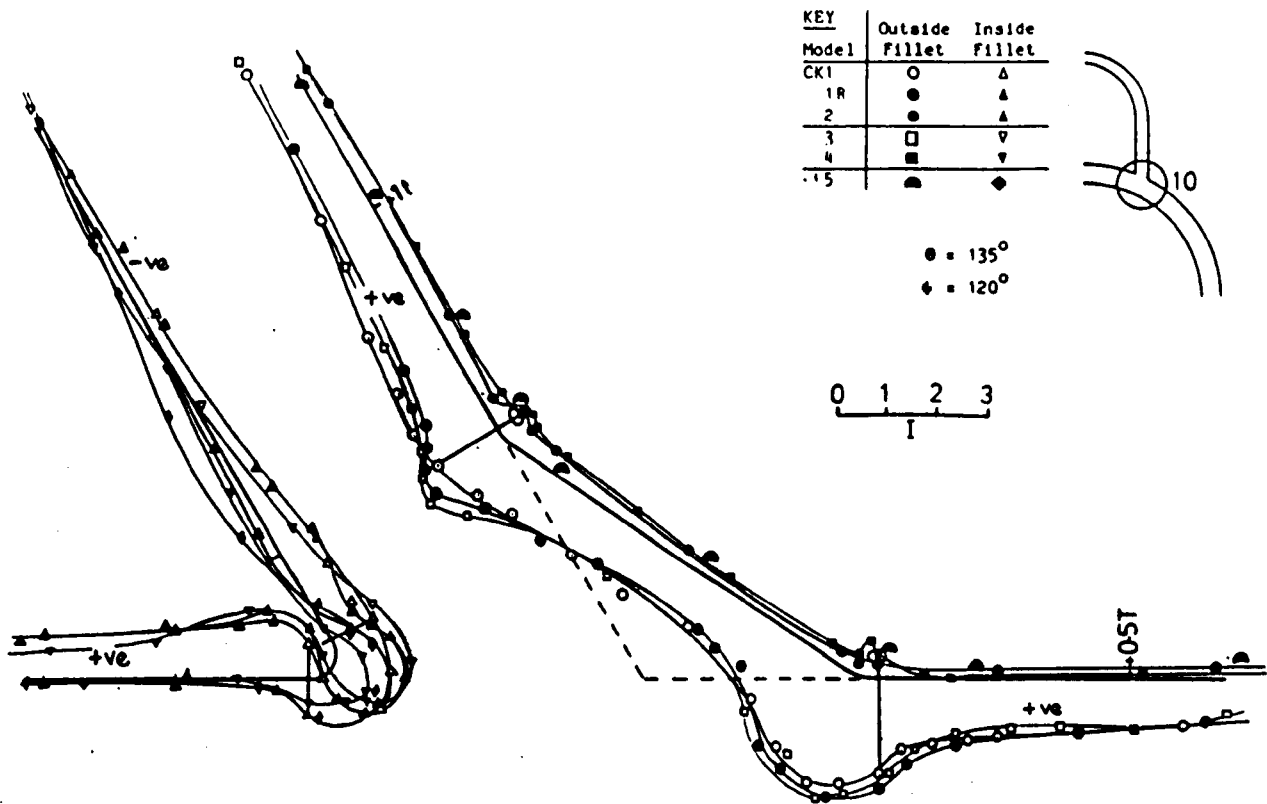 KEY
Outside Inside
Model Fillet Fillet
CK1
1R
2
3
4
15
10
= 135°
= 120°
0 1 2 3
I
-ve
+ve
+ve
+ve
0·5T